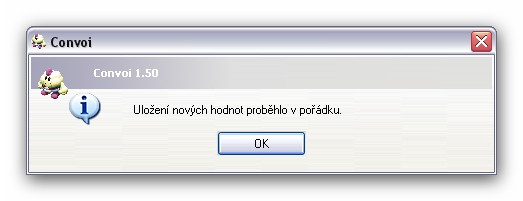 Convoi
Convoi 1.50
Uložení nových hodnot proběhlo v pořádku.
OK